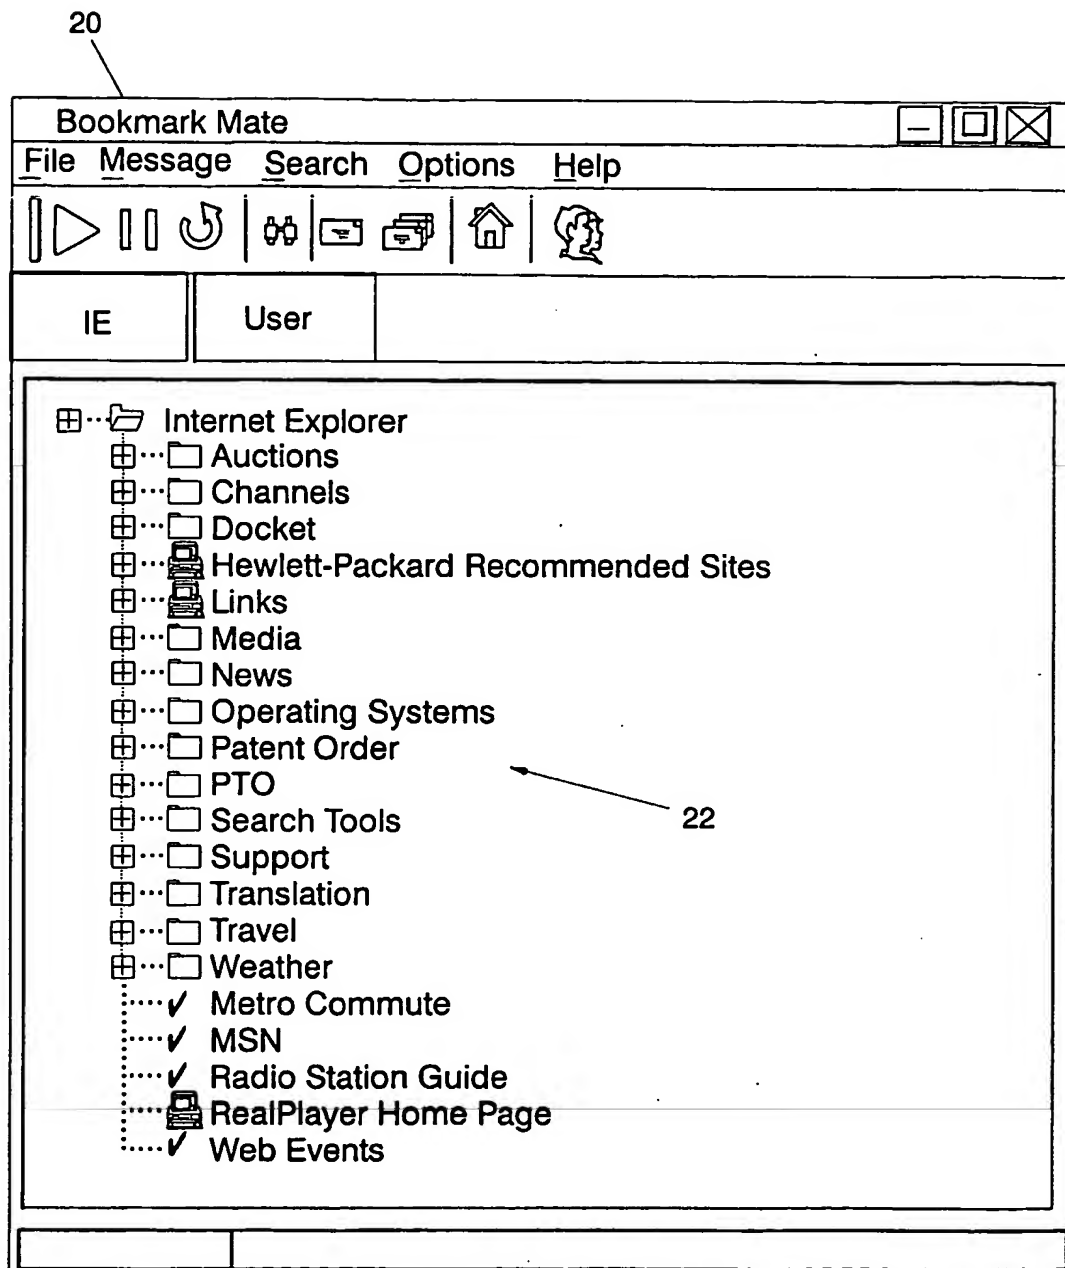 20
Bookmark Mate
File Message Search Options Help
IE User
Internet Explorer
Auctions
Channels
Docket
Hewlett-Packard Recommended Sites
Links
Media
News
Operating Systems
Patent Order
PTO
22
Search Tools
Support
Translation
Travel
Weather
Metro Commute
MSN
Radio Station Guide
RealPlayer Home Page
Web Events